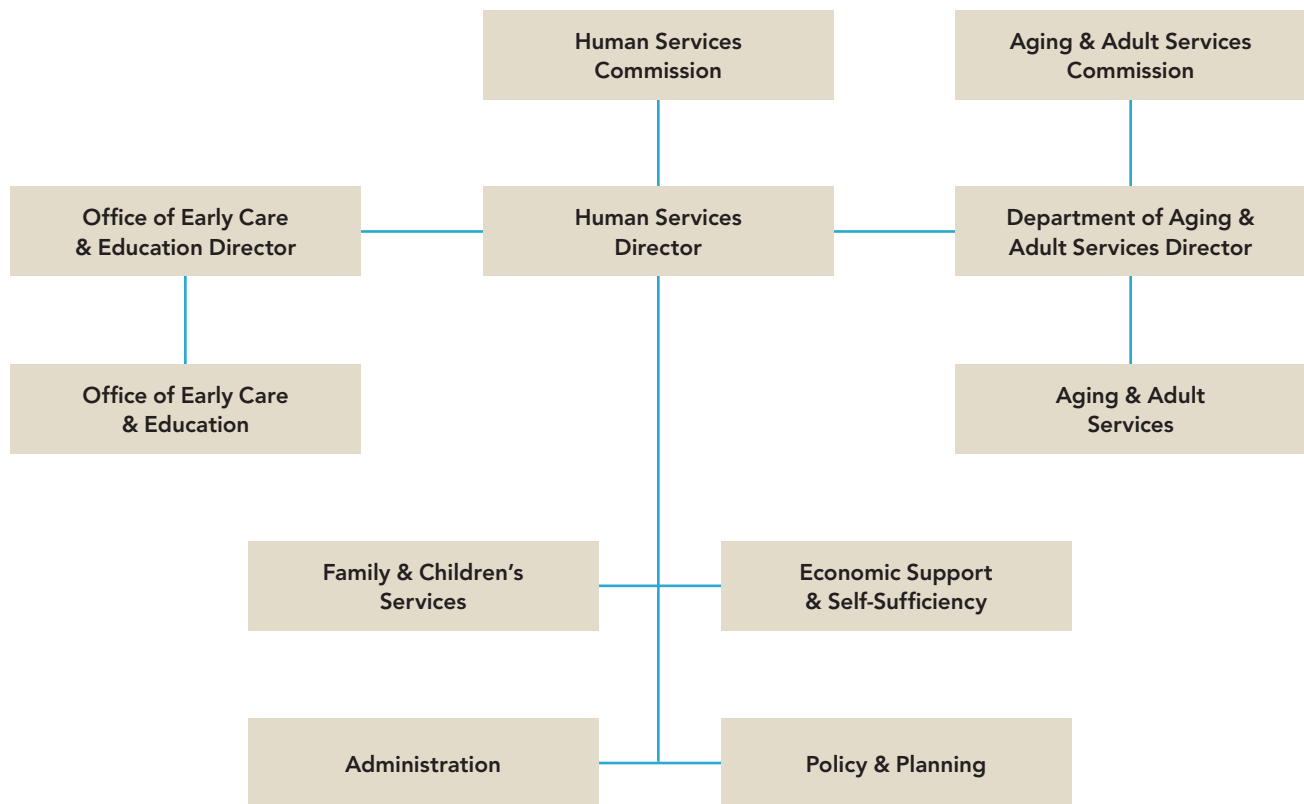 Human Services
Commission
Aging & Adult Services
Commission
Office of Early Care
& Education Director
Human Services
Director
Department of Aging &
Adult Services Director
Office of Early Care
& Education
Aging & Adult
Services
Family & Children’s
Services
Economic Support
& Self-Sufficiency
Administration
Policy & Planning